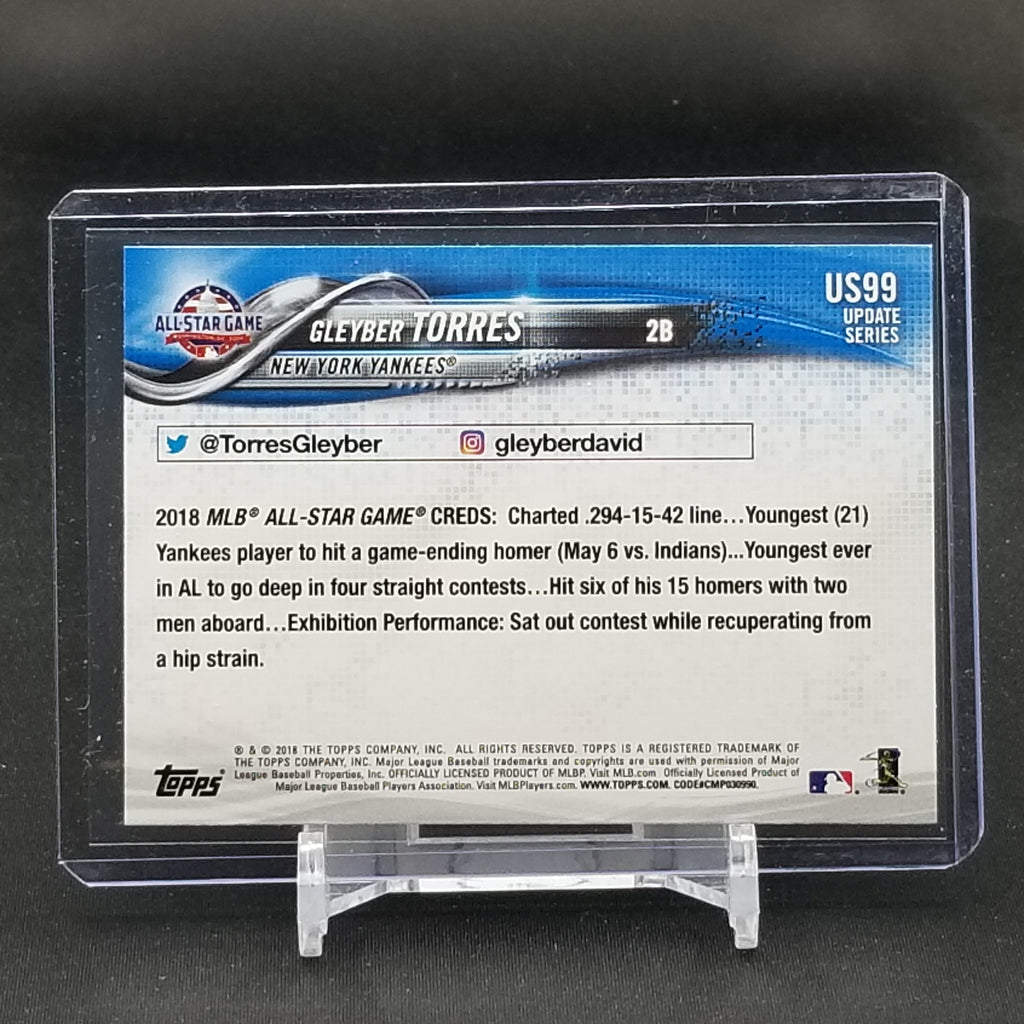 US99
UPDATE
SERIES
ALL-STAR GAME
GLEYBER TORRES 2B
NEW YORK YANKEES®
@TorresGleyber gleyberdavid
2018 MLB® ALL-STAR GAME® CREDS: Charted .294-15-42 line...Youngest (21)
Yankees player to hit a game-ending homer (May 6 vs. Indians)...Youngest ever
in AL to go deep in four straight contests...Hit six of his 15 homers with two
men aboard...Exhibition Performance: Sat out contest while recuperating from
a hip strain.
® & © 2018 THE TOPPS COMPANY, INC. ALL RIGHTS RESERVED. TOPPS IS A REGISTERED TRADEMARK OF
THE TOPPS COMPANY, INC. Major League Baseball trademarks and copyrights are used with permission of Major
League Baseball Properties, Inc. OFFICIALLY LICENSED PRODUCT OF MLBP. Visit MLB.com Officially Licensed Product of
Major League Baseball Players Association. Visit MLBPlayers.com. WWW.TOPPS.COM. CODE#CMP030990.
topps®